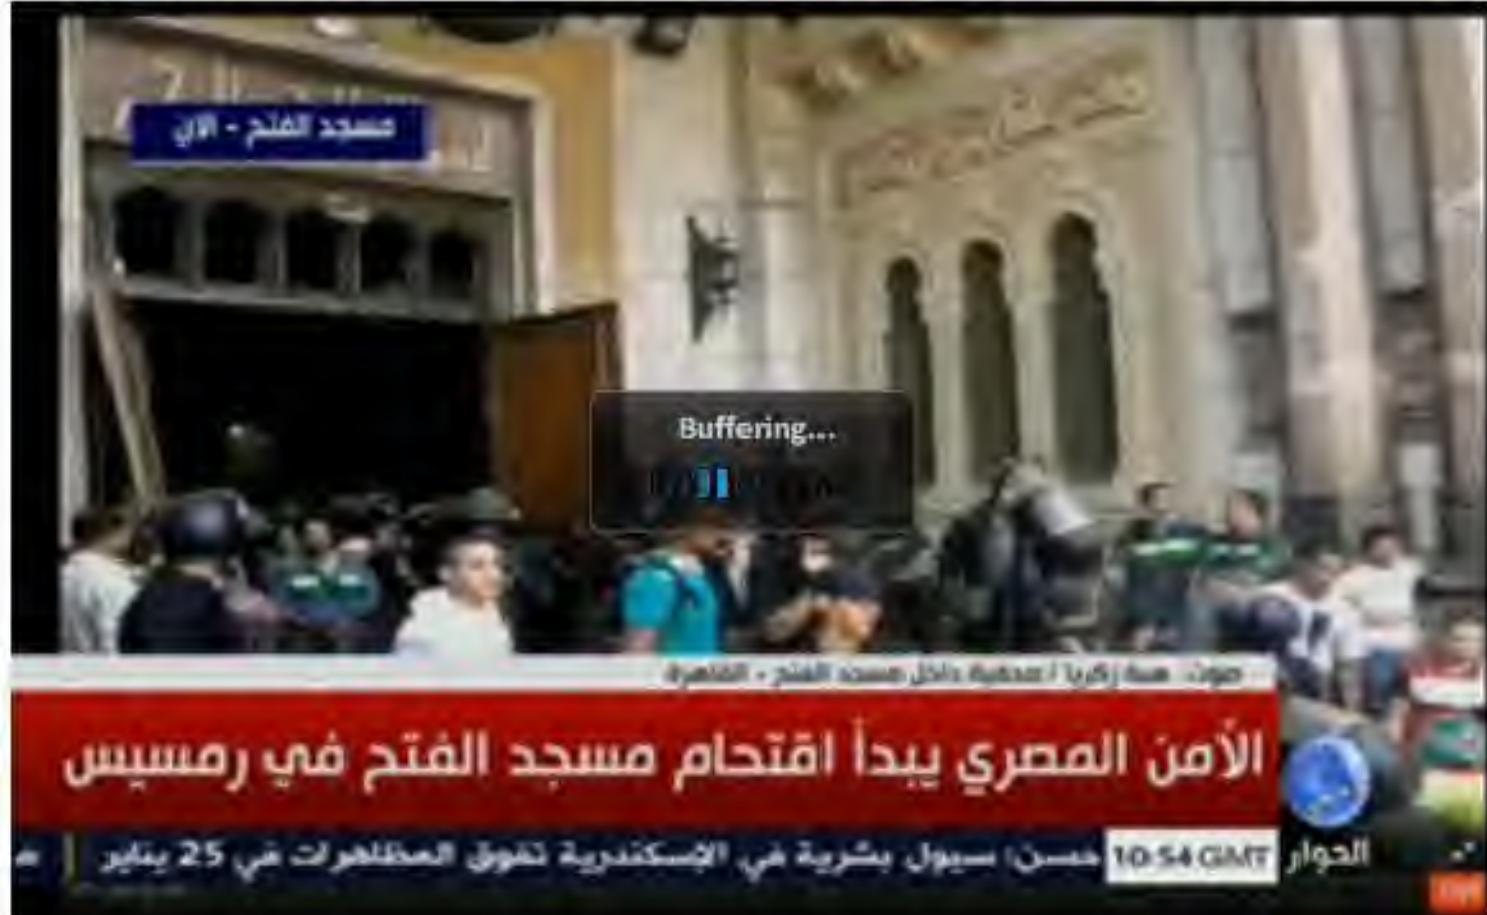 مسجد الفتح - الآن
Buffering...
صوت: هبة زكريا / صحفية داخل مسجد الفتح - القاهرة
الأمن المصري يبدأ اقتحام مسجد الفتح في رمسيس
الحوار
10:54 GMT
حسن: سيول بشرية في الإسكندرية تفوق المظاهرات في 25 يناير